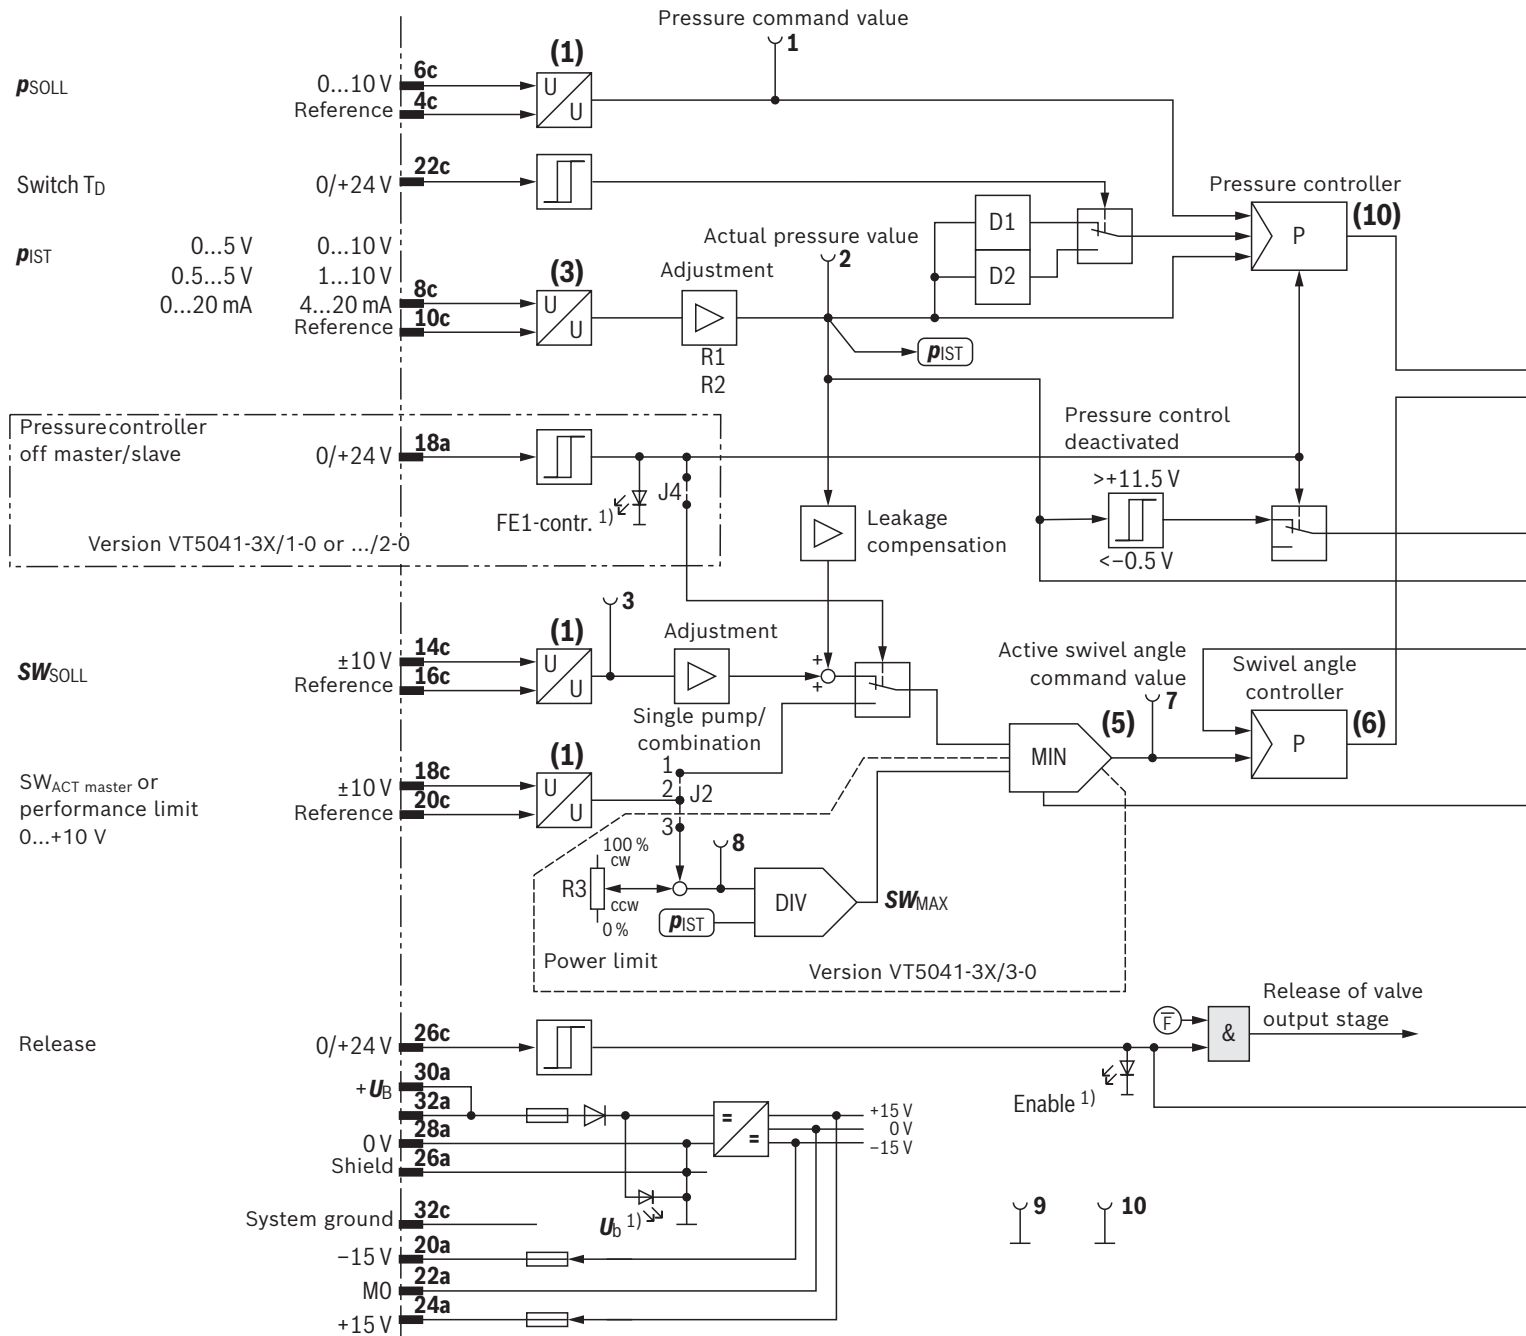 Pressure command value
1
pSOLL
0...10 V
6c
Reference
4c
(1)
U
U
Switch TD
0/+24 V
22c
Pressure controller
P
(10)
D1
D2
pIST
0...5 V
0...10 V
0.5...5 V
1...10 V
0...20 mA
4...20 mA
8c
Reference
10c
(3)
U
U
Adjustment
R1
R2
Actual pressure value
2
pIST
Pressurecontroller
off master/slave
0/+24 V
18a
FE1-contr. 1)
J4
Version VT5041-3X/1-0 or .../2-0
Leakage
compensation
Pressure control
deactivated
>+11.5 V
<−0.5 V
3
SWSOLL
±10 V
14c
Reference
16c
(1)
U
U
Adjustment
Single pump/
combination
+
+
Active swivel angle
command value
7
Swivel angle
controller
P
(6)
MIN
(5)
SWACT master or
performance limit
0...+10 V
±10 V
18c
Reference
20c
(1)
U
U
1
2
J2
3
8
100 %
cw
R3
ccw
0 %
pIST
DIV
SWMAX
Power limit
Version VT5041-3X/3-0
Release
0/+24 V
26c
F
&
Release of valve
output stage
Enable 1)
+UB
30a
32a
0 V
28a
Shield
26a
=
=
+15 V
0 V
−15 V
Ub 1)
System ground
32c
−15 V
20a
M0
22a
+15 V
24a
9
10